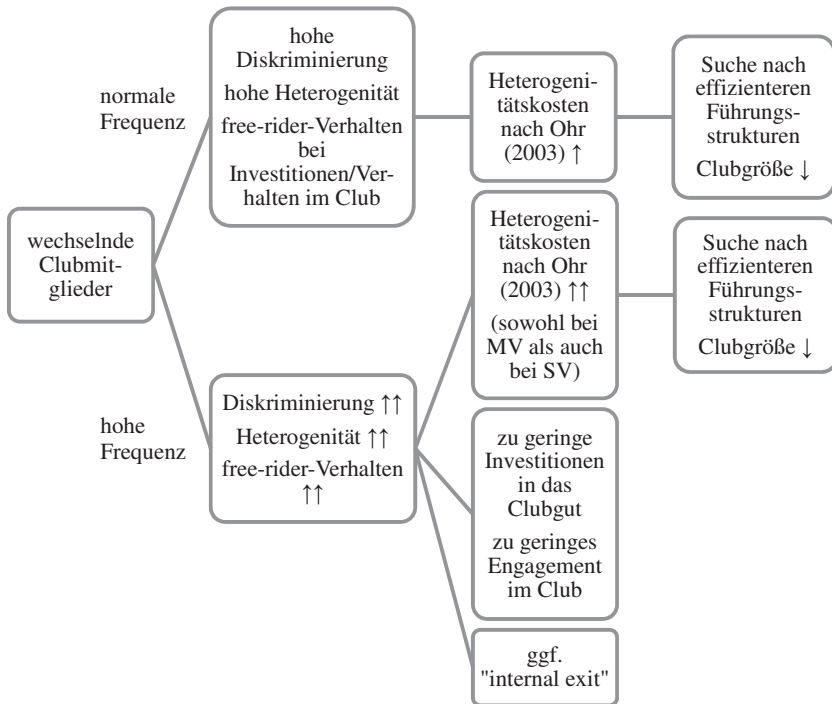 wechselnde
Clubmit-
glieder
normale
Frequenz
hohe
Diskriminierung
hohe Heterogenität
free-rider-Verhalten
bei
Investitionen/Ver-
halten im Club
Heterogeni-
tätskosten
nach Ohr
(2003) ↑
Suche nach
effizienteren
Führungs-
strukturen
Clubgröße ↓
hohe
Frequenz
Diskriminierung ↑↑
Heterogenität ↑↑
free-rider-Verhalten
↑↑
Heterogeni-
tätskosten
nach Ohr
(2003) ↑↑
(sowohl bei
MV als auch
bei SV)
Suche nach
effizienteren
Führungs-
strukturen
Clubgröße ↓
zu geringe
Investitionen
in das
Clubgut
zu geringes
Engagement
im Club
ggf.
"internal exit"